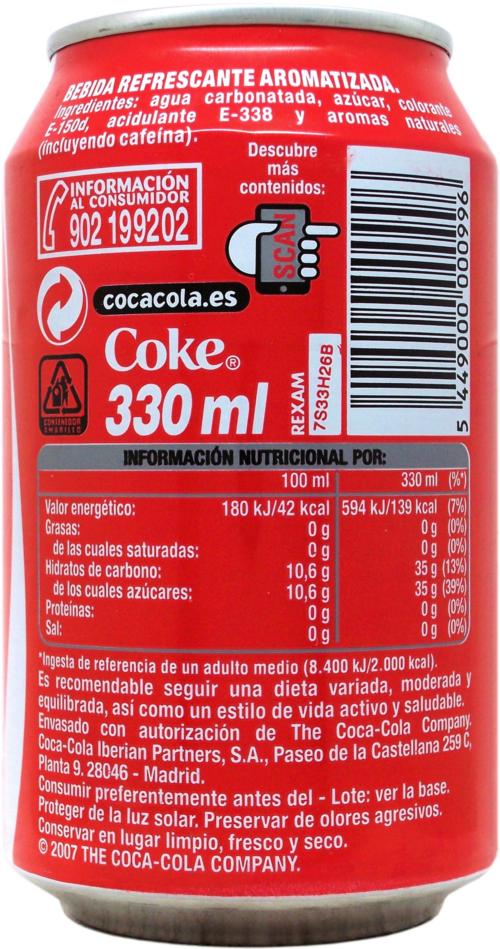 BEBIDA REFRESCANTE AROMATIZADA.
Ingredientes: agua carbonatada, azúcar, colorante
E-150d, acidulante E-338 y aromas naturales
(incluyendo cafeína).
INFORMACIÓN
AL CONSUMIDOR
902 199202
Descubre
más
contenidos:
SCAN
cocacola.es
Coke®
330 ml
CONTENEDOR
AMARILLO
REXAM
7S33H26B
5 449000 000996
INFORMACIÓN NUTRICIONAL POR:
100 ml 330 ml (%*)
Valor energético: 180 kJ/42 kcal 594 kJ/139 kcal (7%)
Grasas: 0 g 0 g (0%)
de las cuales saturadas: 0 g 0 g (0%)
Hidratos de carbono: 10,6 g 35 g (13%)
de los cuales azúcares: 10,6 g 35 g (39%)
Proteínas: 0 g 0 g (0%)
Sal: 0 g 0 g (0%)
*Ingesta de referencia de un adulto medio (8.400 kJ/2.000 kcal).
Es recomendable seguir una dieta variada, moderada y
equilibrada, así como un estilo de vida activo y saludable.
Envasado con autorización de The Coca-Cola Company.
Coca-Cola Iberian Partners, S.A., Paseo de la Castellana 259 C,
Planta 9. 28046 - Madrid.
Consumir preferentemente antes del - Lote: ver la base.
Proteger de la luz solar. Preservar de olores agresivos.
Conservar en lugar limpio, fresco y seco.
© 2007 THE COCA-COLA COMPANY.